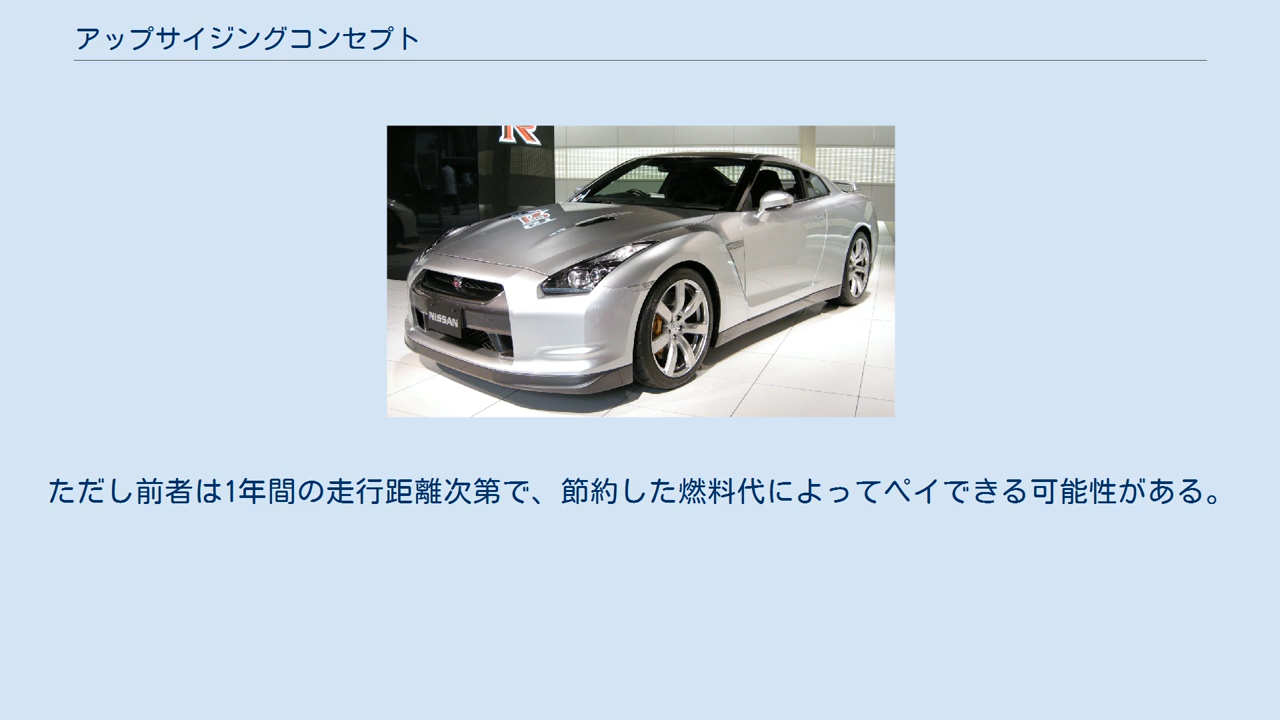 アップサイジングコンセプト
R
NISSAN
ただし前者は1年間の走行距離次第で、節約した燃料代によってペイできる可能性がある。